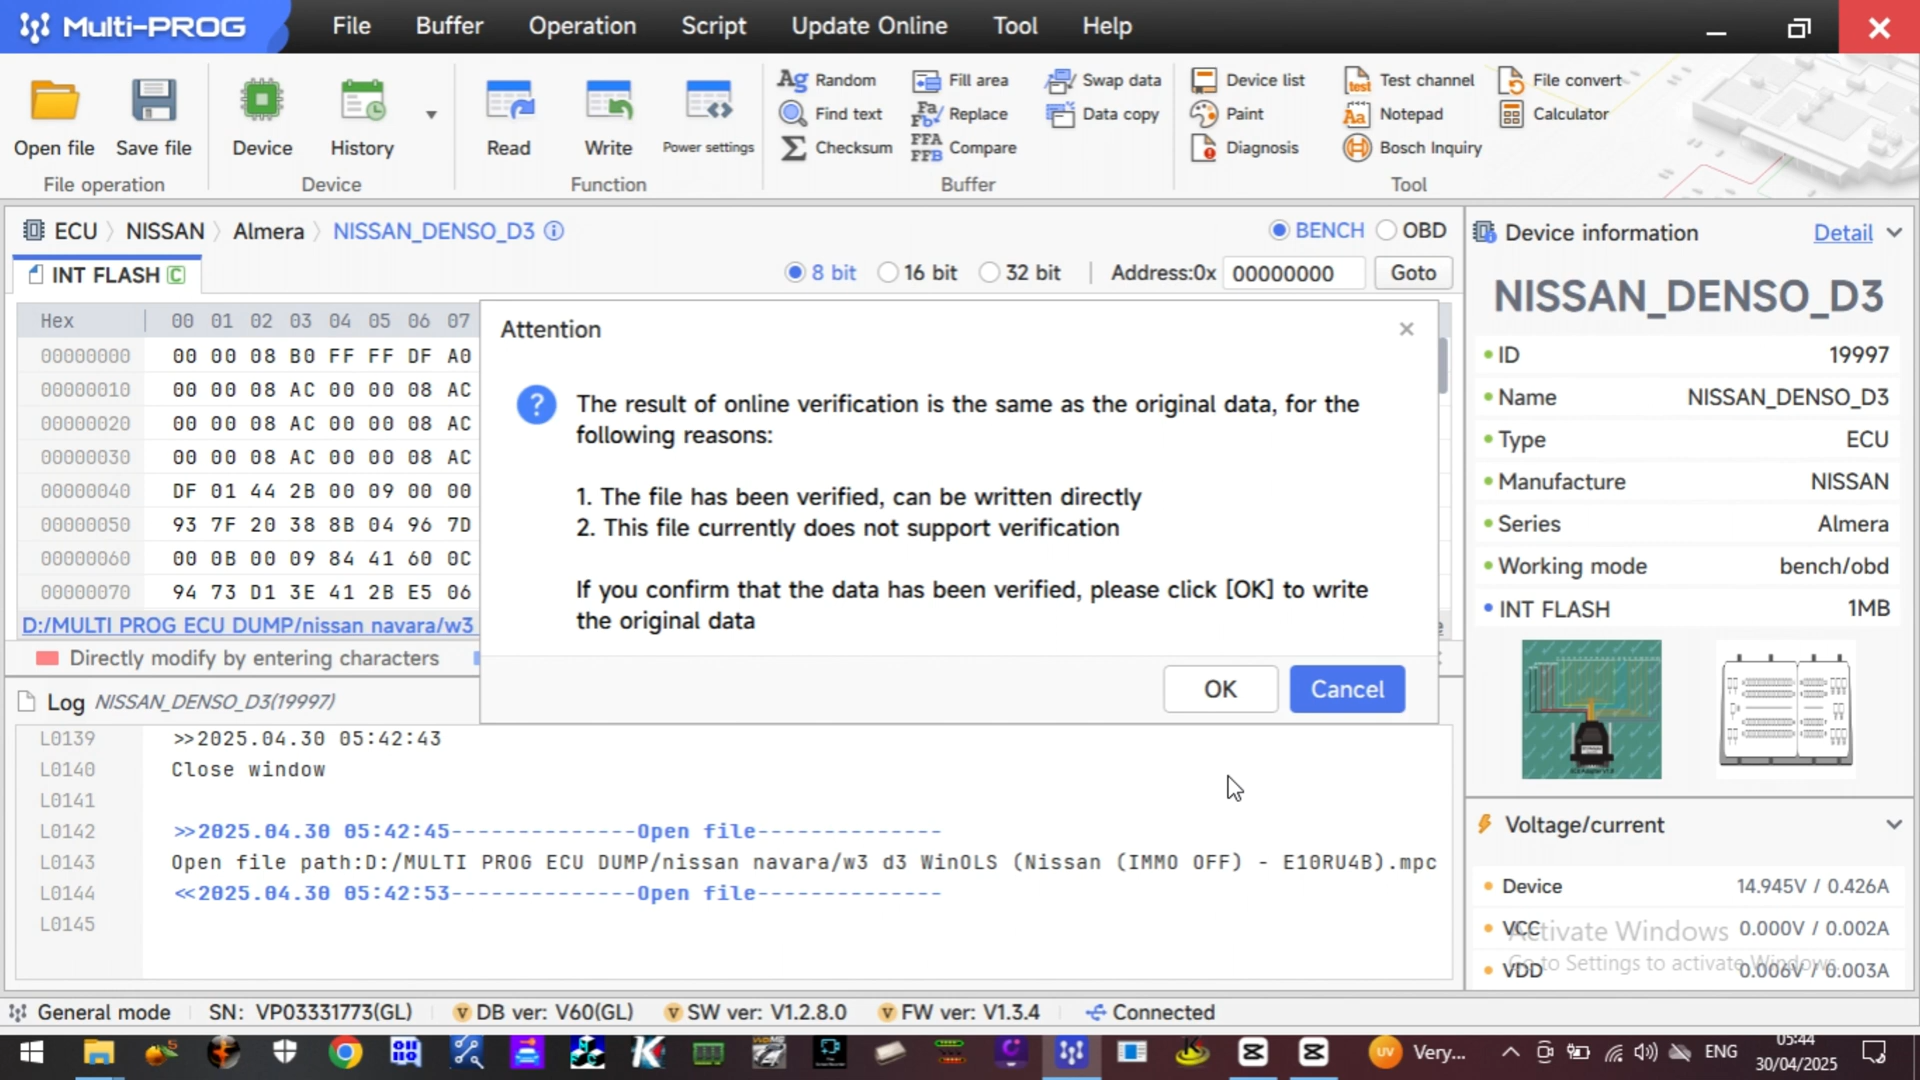 Multi-PROG
File Buffer Operation Script Update Online Tool Help
Open file Save file
File operation
Device History
Device
Read Write Power settings
Function
Ag Random Fill area Swap data
Find text Replace Data copy
Checksum FFA FFB Compare
Buffer
Device list Test channel File convert
Paint Notepad Calculator
Diagnosis Bosch Inquiry
Tool
ECU NISSAN Almera NISSAN_DENSO_D3
BENCH OBD
INT FLASH C
8 bit 16 bit 32 bit | Address:0x 00000000 Goto
Hex 00 01 02 03 04 05 06 07
00000000 00 00 08 B0 FF FF DF A0
00000010 00 00 08 AC 00 00 08 AC
00000020 00 00 08 AC 00 00 08 AC
00000030 00 00 08 AC 00 00 08 AC
00000040 DF 01 44 2B 00 09 00 00
00000050 93 7F 20 38 8B 04 96 7D
00000060 00 0B 00 09 84 41 60 0C
00000070 94 73 D1 3E 41 2B E5 06
D:/MULTI PROG ECU DUMP/nissan navara/w3
Directly modify by entering characters
Attention
The result of online verification is the same as the original data, for the
following reasons:
1. The file has been verified, can be written directly
2. This file currently does not support verification
If you confirm that the data has been verified, please click [OK] to write
the original data
OK Cancel
Log NISSAN_DENSO_D3(19997)
L0139 >>2025.04.30 05:42:43
L0140 Close window
L0141
L0142 >>2025.04.30 05:42:45--------------Open file--------------
L0143 Open file path:D:/MULTI PROG ECU DUMP/nissan navara/w3 d3 WinOLS (Nissan (IMMO OFF) - E10RU4B).mpc
L0144 <<2025.04.30 05:42:53--------------Open file--------------
L0145
Device information Detail
NISSAN_DENSO_D3
ID 19997
Name NISSAN_DENSO_D3
Type ECU
Manufacture NISSAN
Series Almera
Working mode bench/obd
INT FLASH 1MB
Voltage/current
Device 14.945V / 0.426A
VCC 0.000V / 0.002A
VDD 0.006V / 0.003A
Activate Windows
Go to Settings to activate Windows.
General mode SN: VP03331773(GL) DB ver: V60(GL) SW ver: V1.2.8.0 FW ver: V1.3.4 Connected
UV Very... ENG
05:44
30/04/2025